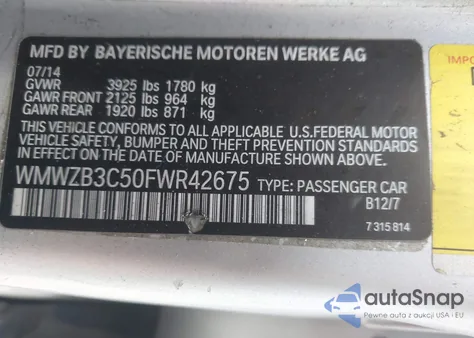 MFD BY BAYERISCHE MOTOREN WERKE AG
07/14
GVWR 3925 lbs 1780 kg
GAWR FRONT 2125 lbs 964 kg
GAWR REAR 1920 lbs 871 kg
THIS VEHICLE CONFORMS TO ALL APPLICABLE U.S.FEDERAL MOTOR
VEHICLE SAFETY, BUMPER AND THEFT PREVENTION STANDARDS
IN EFFECT ON THE DATE OF MANUFACTURE SHOWN ABOVE.
WMWZB3C50FWR42675 TYPE: PASSENGER CAR
B12/7
7 315 814
autoSnap
Pewne auto z aukcji USA i EU